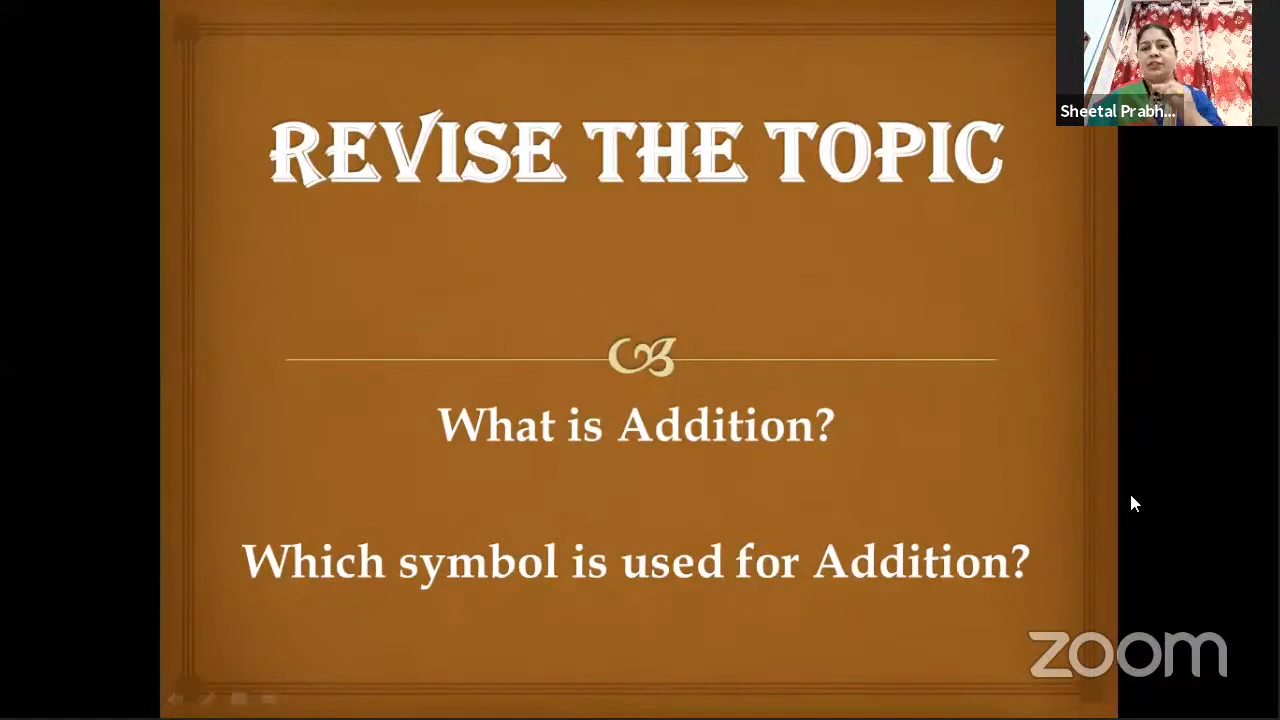 REVISE THE TOPIC
Sheetal Prabh...
What is Addition?
Which symbol is used for Addition?
zoom